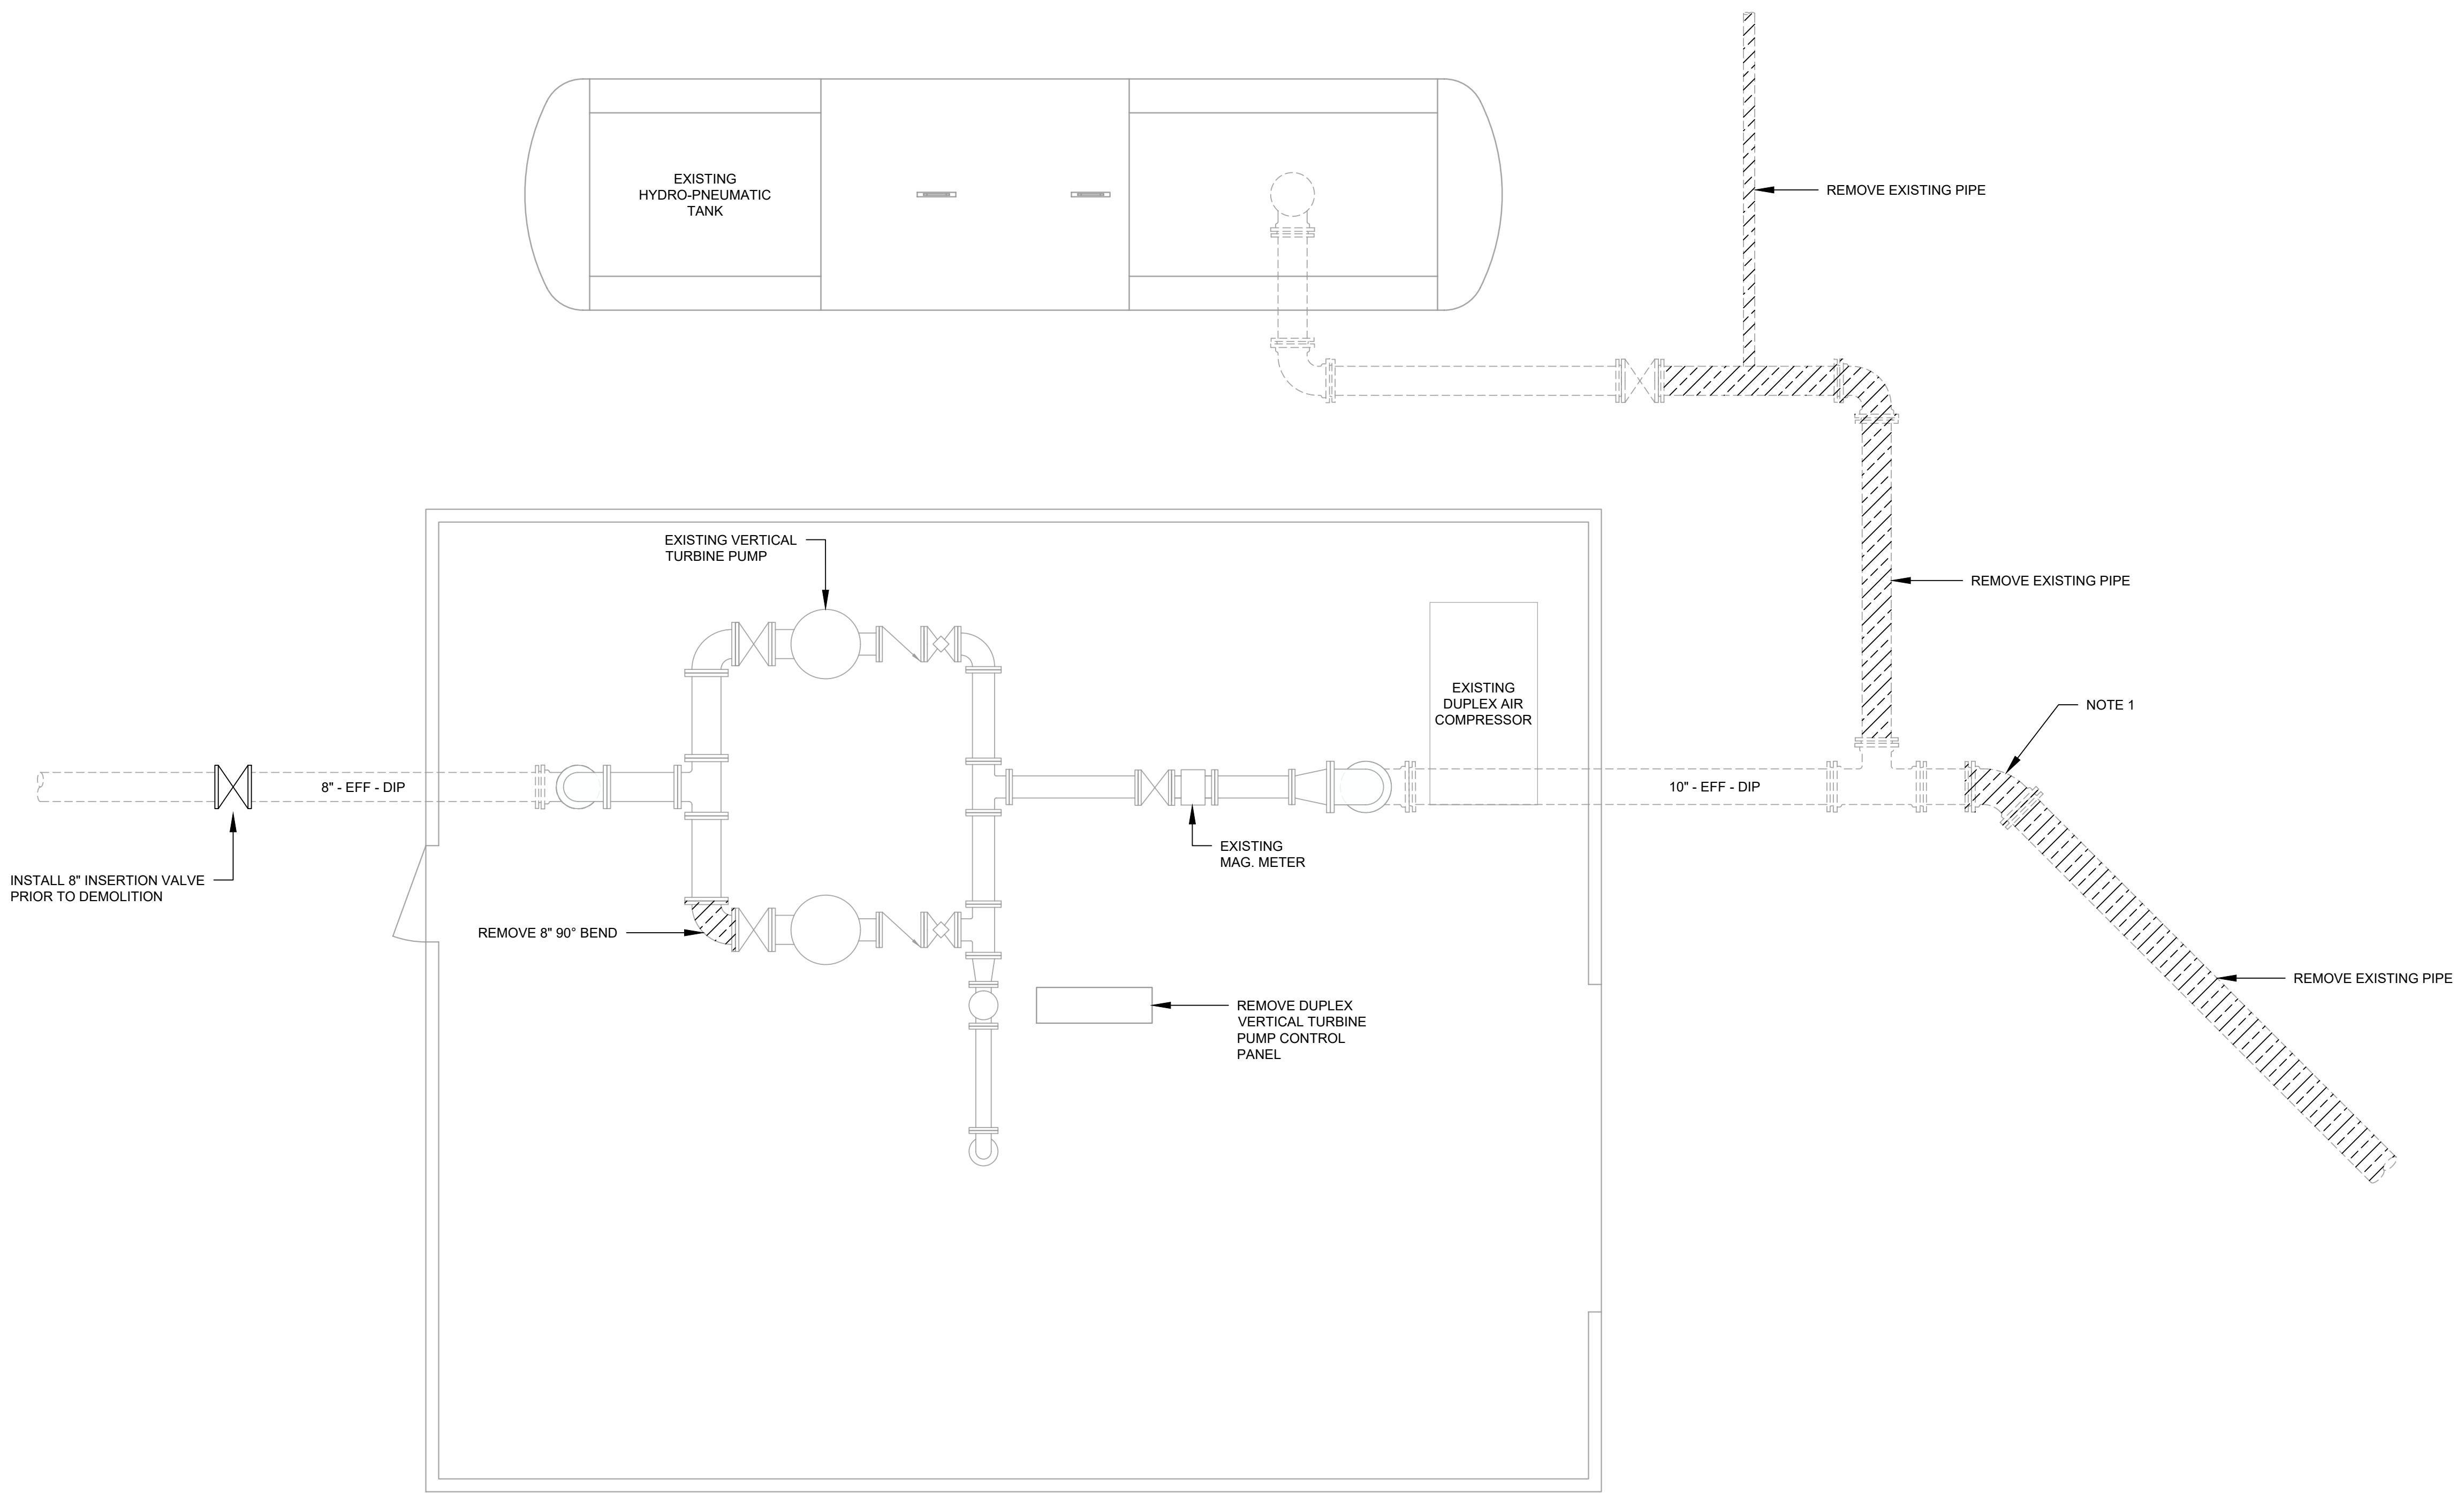 EXISTING
HYDRO-PNEUMATIC
TANK
REMOVE EXISTING PIPE
EXISTING VERTICAL
TURBINE PUMP
REMOVE EXISTING PIPE
EXISTING
DUPLEX AIR
COMPRESSOR
NOTE 1
8" - EFF - DIP
10" - EFF - DIP
EXISTING
MAG. METER
INSTALL 8" INSERTION VALVE
PRIOR TO DEMOLITION
REMOVE 8" 90° BEND
REMOVE EXISTING PIPE
REMOVE DUPLEX
VERTICAL TURBINE
PUMP CONTROL
PANEL